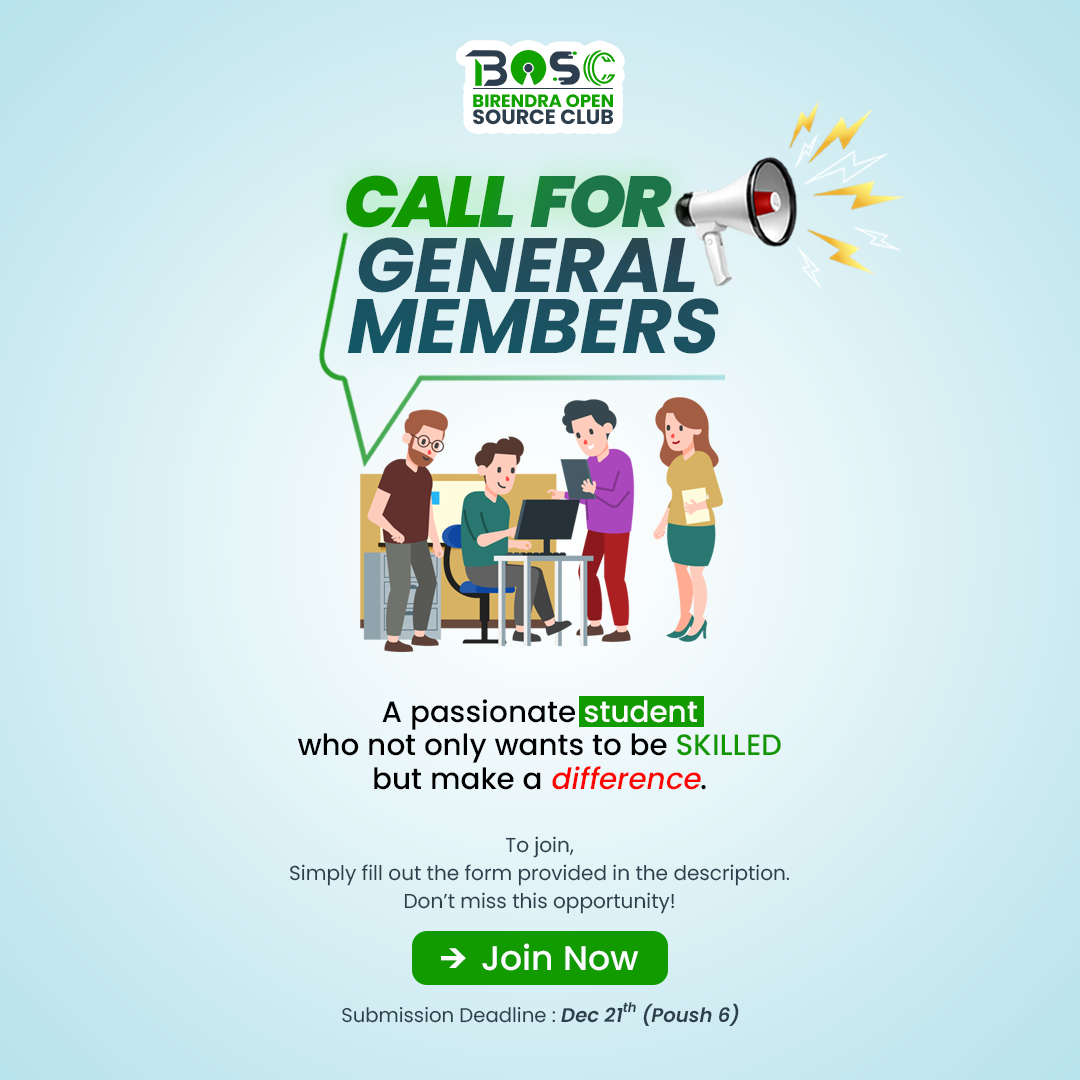 BOSC
BIRENDRA OPEN
SOURCE CLUB
CALL FOR
GENERAL
MEMBERS
A passionate student
who not only wants to be SKILLED
but make a difference.
To join,
Simply fill out the form provided in the description.
Don’t miss this opportunity!
→ Join Now
Submission Deadline : Dec 21th (Poush 6)